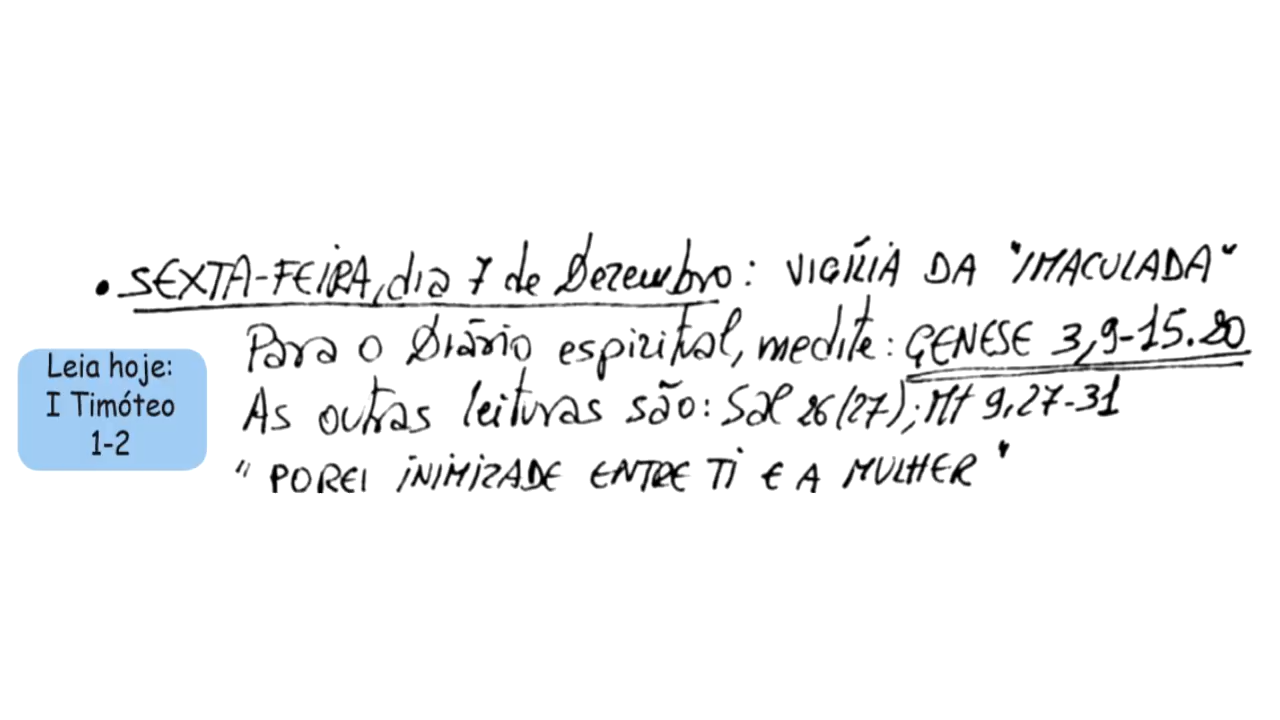 • SEXTA-FEIRA, dia 7 de Dezembro: VIGÍLIA DA "IMACULADA"
Para o Diário espiritual, medite: GENESE 3,9-15.20
As outras leituras são: Sal 26(27); Mt 9,27-31
"POREI INIMIZADE ENTRE TI E A MULHER"
Leia hoje:
I Timóteo
1-2